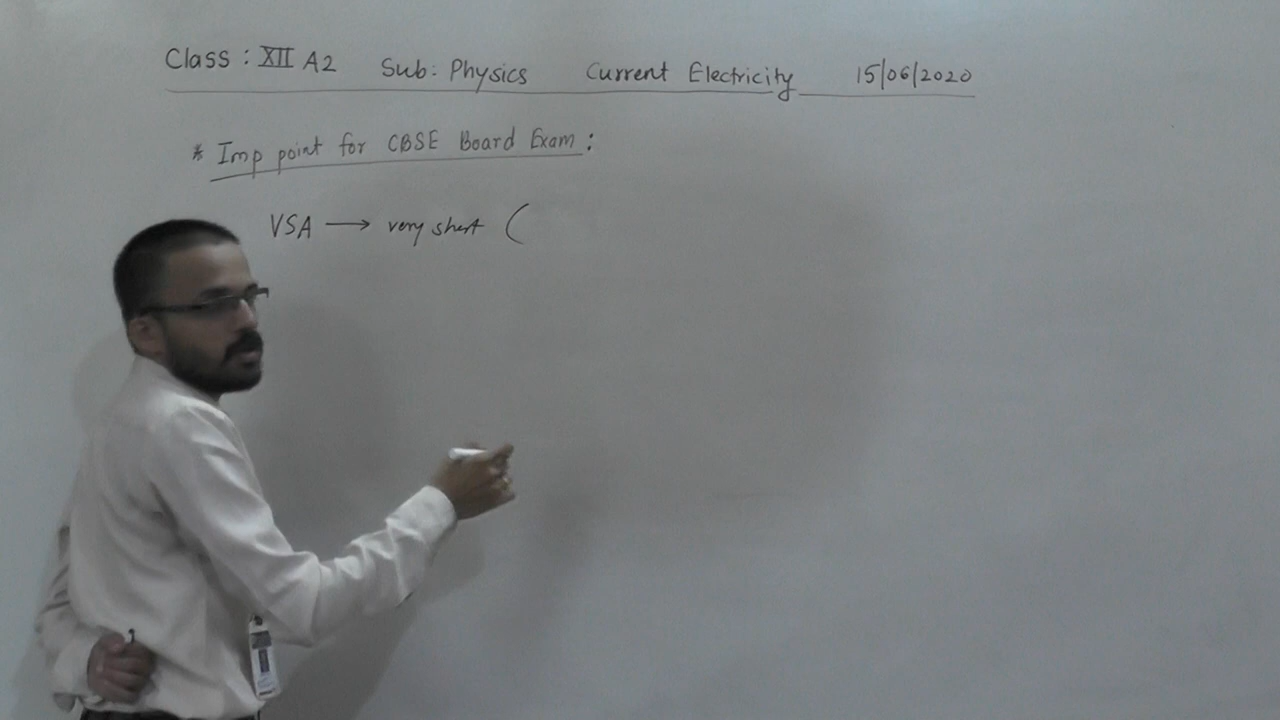 Class : XII A2 Sub: Physics Current Electricity 15/06/2020
* Imp point for CBSE Board Exam :
VSA → very short (